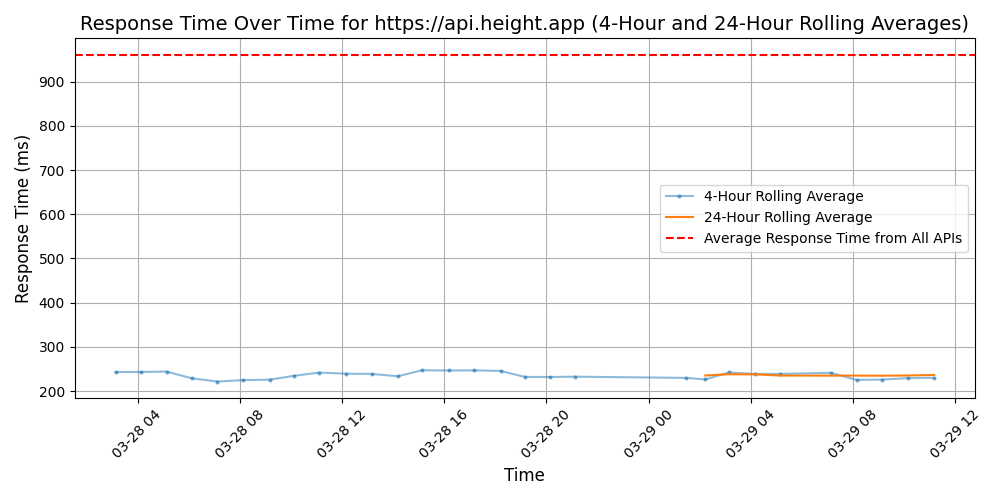 Response Time Over Time for https://api.height.app (4-Hour and 24-Hour Rolling Averages)
Response Time (ms)
900
800
700
600
500
400
300
200
4-Hour Rolling Average
24-Hour Rolling Average
Average Response Time from All APIs
03-28 04
03-28 08
03-28 12
03-28 16
03-28 20
03-29 00
03-29 04
03-29 08
03-29 12
Time